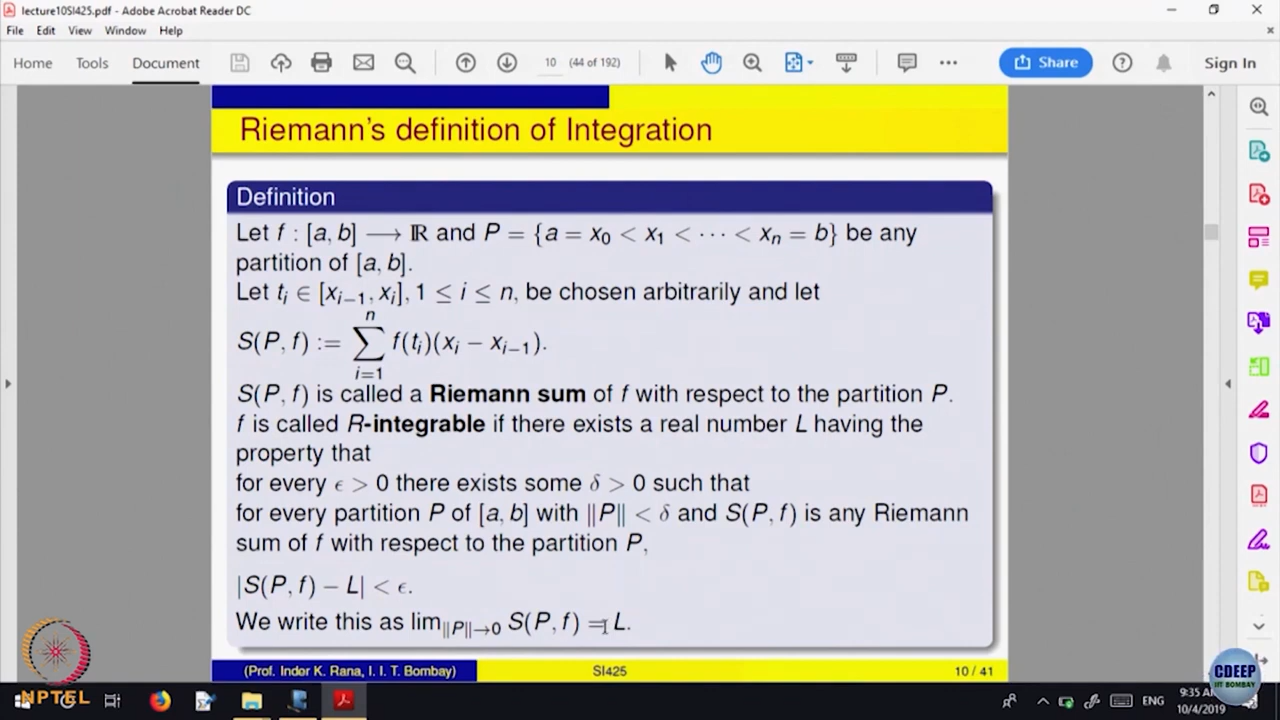 lecture10SI425.pdf - Adobe Acrobat Reader DC
File Edit View Window Help
Home Tools Document 10 (44 of 192) Share Sign In
Riemann's definition of Integration
Definition
Let f : [a, b] ⟶ ℝ and P = {a = x₀ < x₁ < ··· < xₙ = b} be any
partition of [a, b].
Let tᵢ ∈ [xᵢ₋₁, xᵢ], 1 ≤ i ≤ n, be chosen arbitrarily and let
S(P, f) := ∑ⁿᵢ₌₁ f(tᵢ)(xᵢ − xᵢ₋₁).
S(P, f) is called a Riemann sum of f with respect to the partition P.
f is called R-integrable if there exists a real number L having the
property that
for every ϵ > 0 there exists some δ > 0 such that
for every partition P of [a, b] with ‖P‖ < δ and S(P, f) is any Riemann
sum of f with respect to the partition P,
|S(P, f) − L| < ϵ.
We write this as lim‖P‖→0 S(P, f) = L.
(Prof. Inder K. Rana, I. I. T. Bombay) SI425 10 / 41
NPTEL
CDEEP
IIT BOMBAY
ENG
9:35
10/4/2019